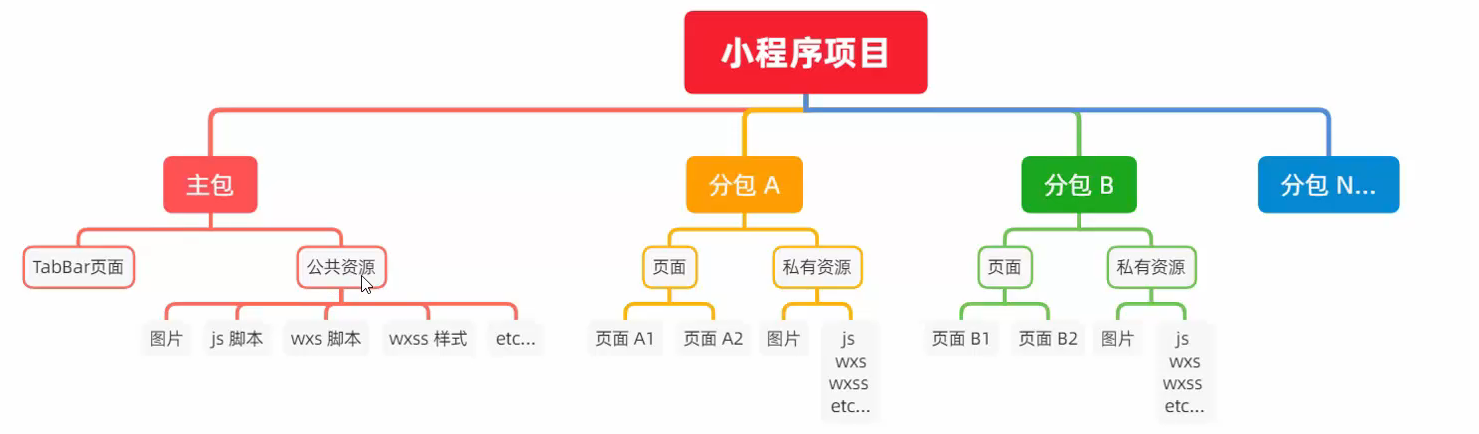 小程序项目
主包
分包 A
分包 B
分包 N...
TabBar页面
公共资源
页面
私有资源
页面
私有资源
图片
js 脚本
wxs 脚本
wxss 样式
etc...
页面 A1
页面 A2
图片
js
wxs
wxss
etc...
页面 B1
页面 B2
图片
js
wxs
wxss
etc...